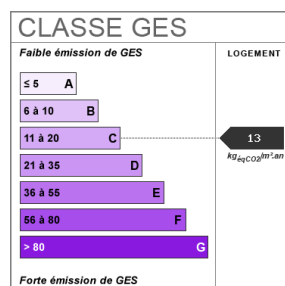 CLASSE GES
Faible émission de GES
LOGEMENT
≤ 5 A
6 à 10 B
11 à 20 C
13
kgéqCO2/m².an
21 à 35 D
36 à 55 E
56 à 80 F
> 80 G
Forte émission de GES